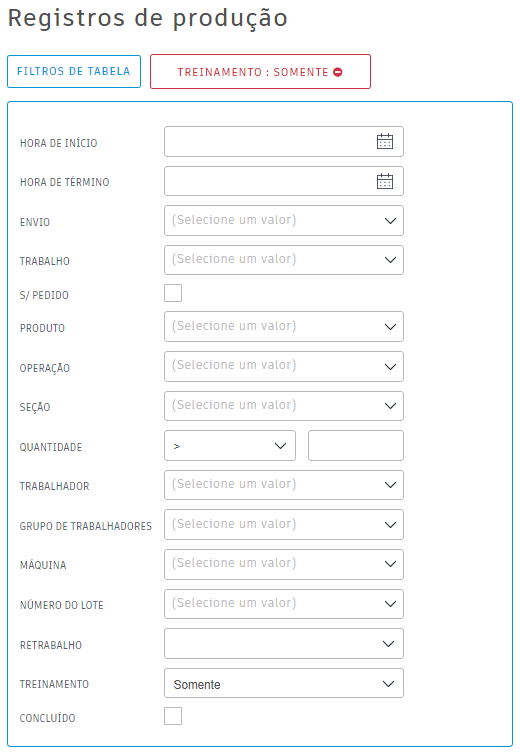 Registros de produção
FILTROS DE TABELA
TREINAMENTO : SOMENTE
HORA DE INÍCIO
HORA DE TÉRMINO
ENVIO (Selecione um valor)
TRABALHO (Selecione um valor)
S/ PEDIDO
PRODUTO (Selecione um valor)
OPERAÇÃO (Selecione um valor)
SEÇÃO (Selecione um valor)
QUANTIDADE >
TRABALHADOR (Selecione um valor)
GRUPO DE TRABALHADORES (Selecione um valor)
MÁQUINA (Selecione um valor)
NÚMERO DO LOTE (Selecione um valor)
RETRABALHO
TREINAMENTO Somente
CONCLUÍDO